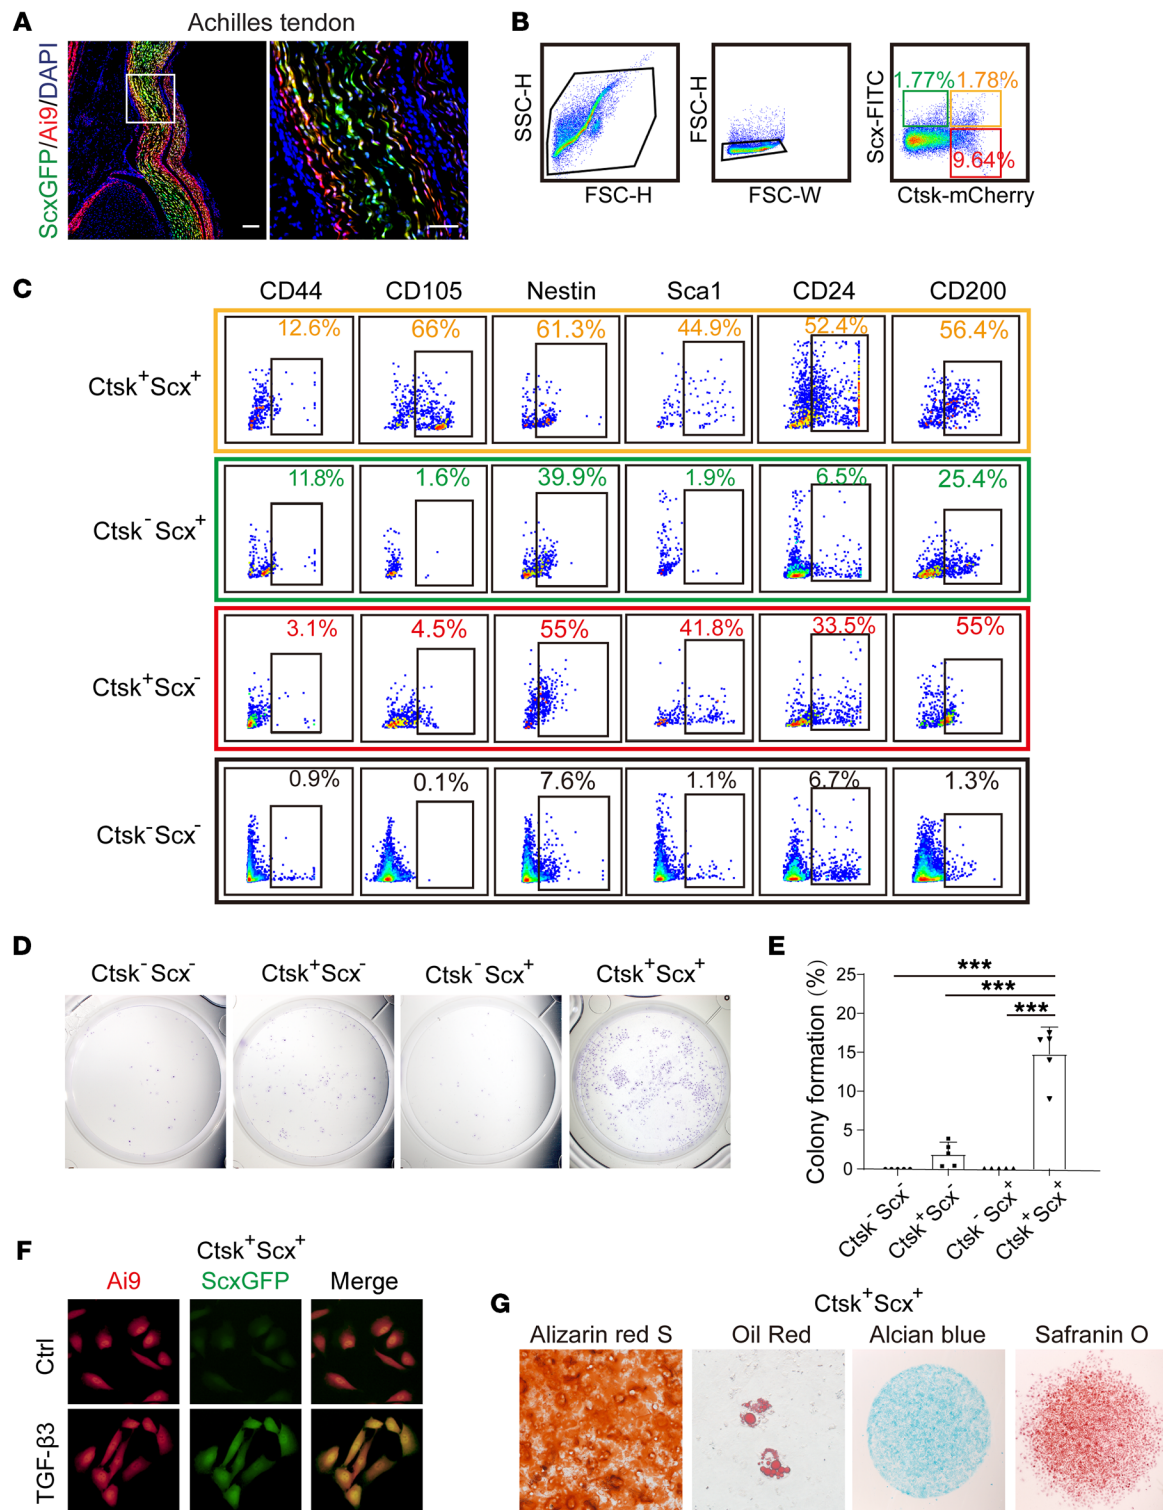 A
Achilles tendon
ScxGFP/Ai9/DAPI
B
SSC-H
FSC-H
FSC-H
FSC-W
Scx-FITC
1.77%
1.78%
9.64%
Ctsk-mCherry
C
CD44 CD105 Nestin Sca1 CD24 CD200
Ctsk+Scx+
12.6% 66% 61.3% 44.9% 52.4% 56.4%
Ctsk-Scx+
11.8% 1.6% 39.9% 1.9% 6.5% 25.4%
Ctsk+Scx-
3.1% 4.5% 55% 41.8% 33.5% 55%
Ctsk-Scx-
0.9% 0.1% 7.6% 1.1% 6.7% 1.3%
D
Ctsk-Scx- Ctsk+Scx- Ctsk-Scx+ Ctsk+Scx+
E
Colony formation (%)
25
20
15
10
5
0
***
***
***
Ctsk-Scx- Ctsk+Scx- Ctsk-Scx+ Ctsk+Scx+
F
Ctsk+Scx+
Ai9 ScxGFP Merge
Ctrl
TGF-β3
G
Ctsk+Scx+
Alizarin red S Oil Red Alcian blue Safranin O